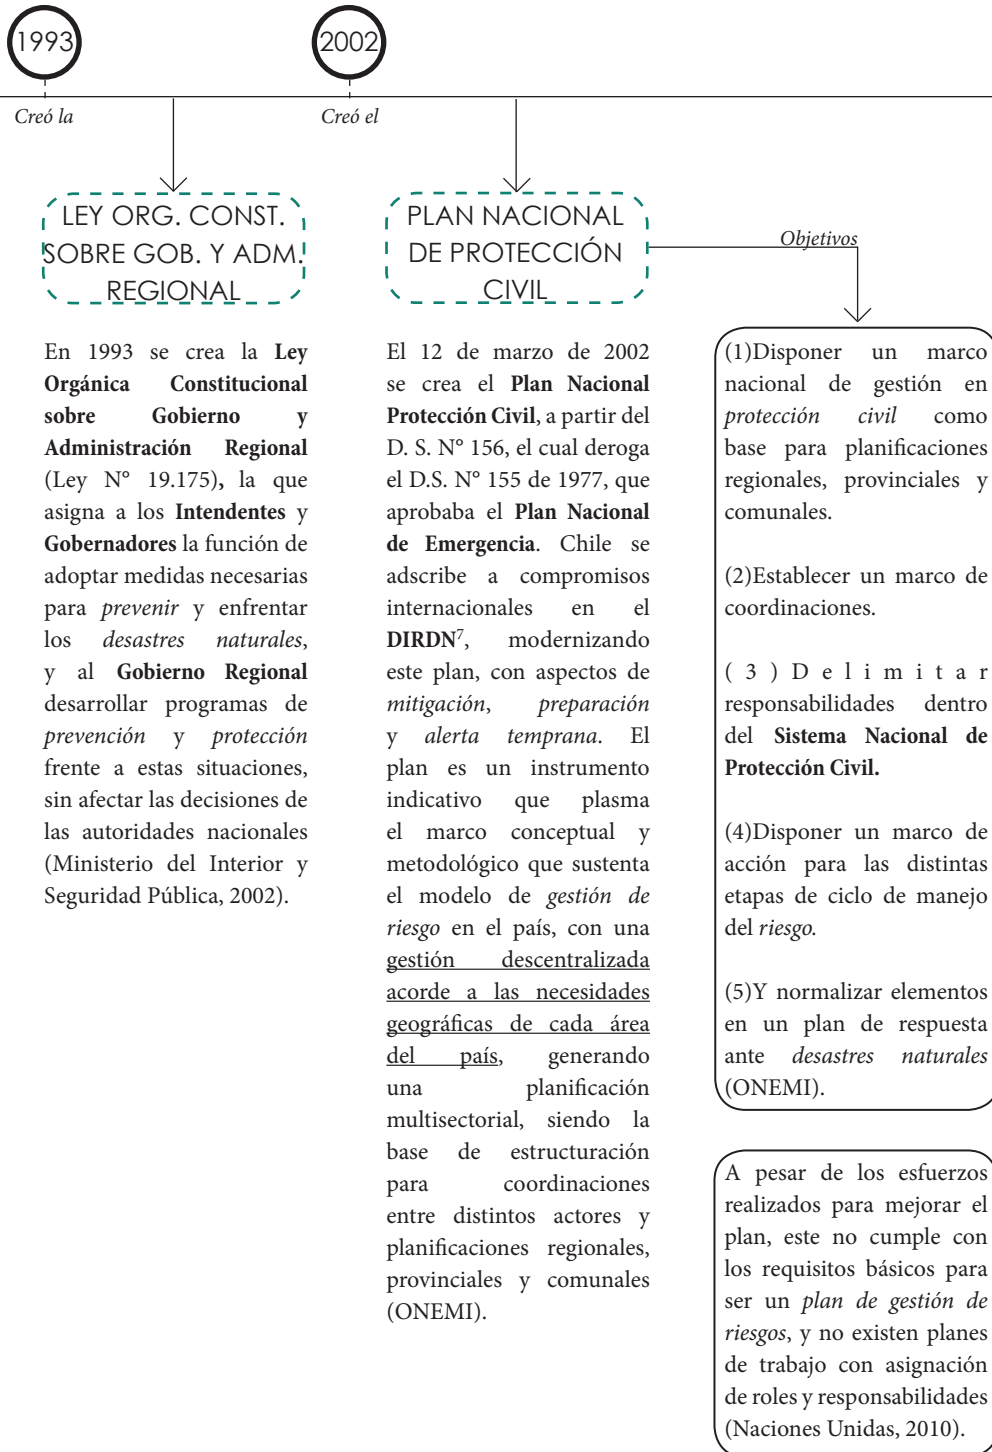 1993
Creó la
LEY ORG. CONST.
SOBRE GOB. Y ADM.
REGIONAL
En 1993 se crea la Ley
Orgánica Constitucional
sobre Gobierno y
Administración Regional
(Ley N° 19.175), la que
asigna a los Intendentes y
Gobernadores la función de
adoptar medidas necesarias
para prevenir y enfrentar
los desastres naturales,
y al Gobierno Regional
desarrollar programas de
prevención y protección
frente a estas situaciones,
sin afectar las decisiones de
las autoridades nacionales
(Ministerio del Interior y
Seguridad Pública, 2002).
2002
Creó el
PLAN NACIONAL
DE PROTECCIÓN
CIVIL
El 12 de marzo de 2002
se crea el Plan Nacional
Protección Civil, a partir del
D. S. N° 156, el cual deroga
el D.S. N° 155 de 1977, que
aprobaba el Plan Nacional
de Emergencia. Chile se
adscribe a compromisos
internacionales en el
DIRDN⁷, modernizando
este plan, con aspectos de
mitigación, preparación
y alerta temprana. El
plan es un instrumento
indicativo que plasma
el marco conceptual y
metodológico que sustenta
el modelo de gestión de
riesgo en el país, con una
gestión descentralizada
acorde a las necesidades
geográficas de cada área
del país, generando
una planificación
multisectorial, siendo la
base de estructuración
para coordinaciones
entre distintos actores y
planificaciones regionales,
provinciales y comunales
(ONEMI).
Objetivos
(1)Disponer un marco
nacional de gestión en
protección civil como
base para planificaciones
regionales, provinciales y
comunales.
(2)Establecer un marco de
coordinaciones.
(3)Delimitar
responsabilidades dentro
del Sistema Nacional de
Protección Civil.
(4)Disponer un marco de
acción para las distintas
etapas de ciclo de manejo
del riesgo.
(5)Y normalizar elementos
en un plan de respuesta
ante desastres naturales
(ONEMI).
A pesar de los esfuerzos
realizados para mejorar el
plan, este no cumple con
los requisitos básicos para
ser un plan de gestión de
riesgos, y no existen planes
de trabajo con asignación
de roles y responsabilidades
(Naciones Unidas, 2010).